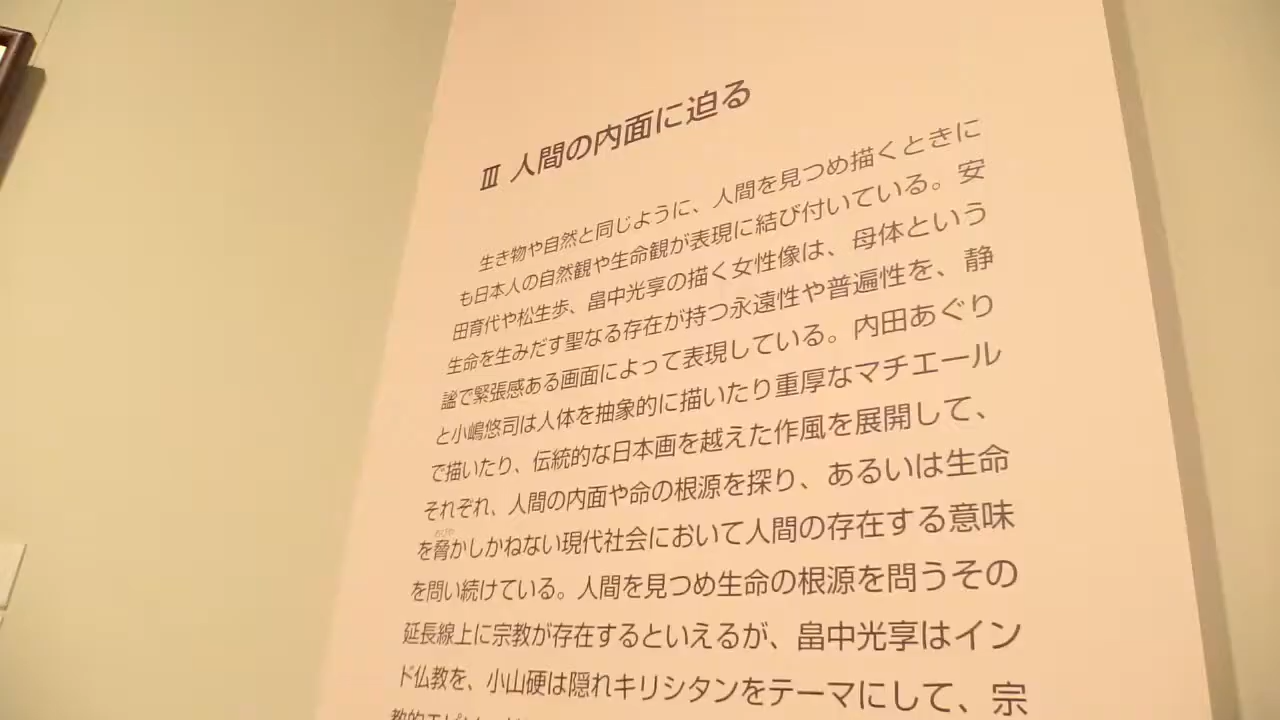 Ⅲ 人間の内面に迫る
生き物や自然と同じように、人間を見つめ描くときに
も日本人の自然観や生命観が表現に結び付いている。安
田育代や松生歩、畠中光享の描く女性像は、母体という
生命を生みだす聖なる存在が持つ永遠性や普遍性を、静
謐で緊張感ある画面によって表現している。内田あぐり
と小嶋悠司は人体を抽象的に描いたり重厚なマチエール
で描いたり、伝統的な日本画を越えた作風を展開して、
それぞれ、人間の内面や命の根源を探り、あるいは生命
を脅かしかねない現代社会において人間の存在する意味
を問い続けている。人間を見つめ生命の根源を問うその
延長線上に宗教が存在するといえるが、畠中光享はイン
ド仏教を、小山硬は隠れキリシタンをテーマにして、宗